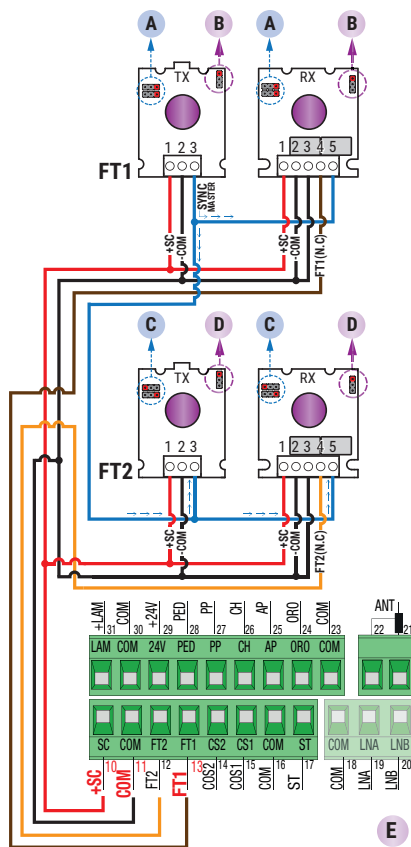 A B A B
TX RX
1 2 3 1 2 3 4 5
FT1
SYNC
MASTER
+SC -COM +SC -COM FT1(N.C)
C D C D
TX RX
1 2 3 1 2 3 4 5
FT2
+SC -COM +SC -COM FT2(N.C)
+LAM COM +24V PED PP CH AP ORO COM ANT
31 30 29 28 27 26 25 24 23 22 21
LAM COM 24V PED PP CH AP ORO COM
SC COM FT2 FT1 CS2 CS1 COM ST COM LNA LNB
10 11 12 13 14 15 16 17 18 19 20
+SC COM FT2 FT1 COS2 COS1 COM ST COM LNA LNB
E